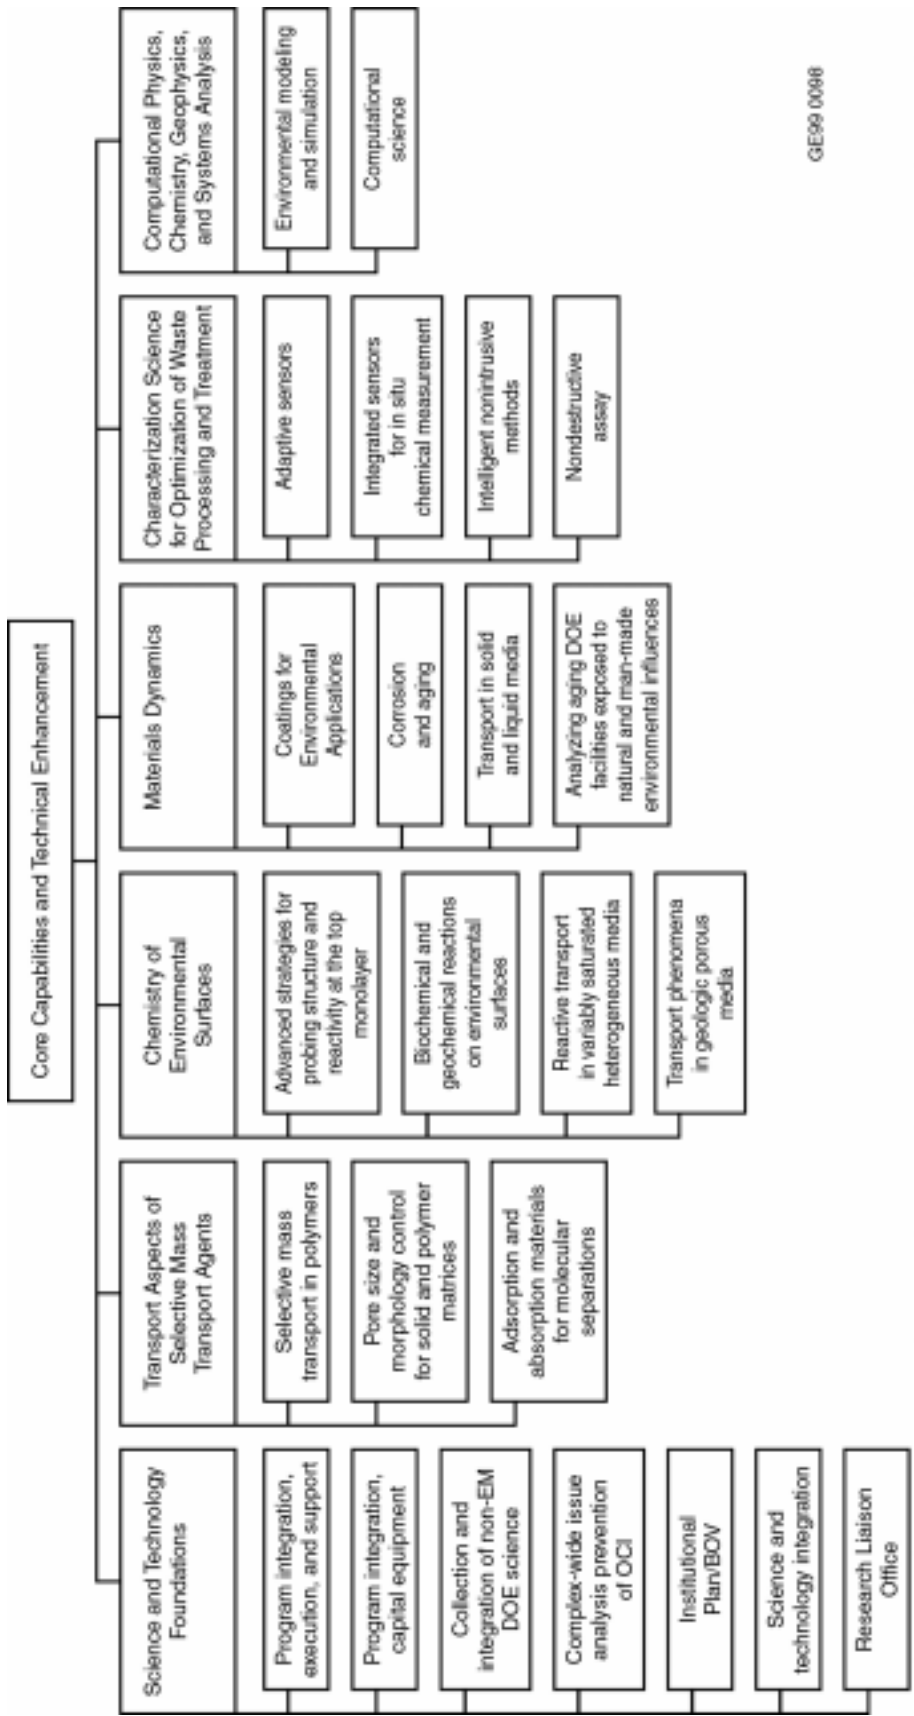 Core Capabilities and Technical Enhancement
Science and Technology
Foundations
Program integration,
execution, and support
Program integration,
capital equipment
Collection and
integration of non-EM
DOE science
Complex-wide issue
analysis prevention
of OCI
Institutional
Plan/BOV
Science and
technology integration
Research Liaison
Office
Transport Aspects of
Selective Mass
Transport Agents
Selective mass
transport in polymers
Pore size and
morphology control
for solid and polymer
matrices
Adsorption and
absorption materials
for molecular
separations
Chemistry of
Environmental
Surfaces
Advanced strategies for
probing structure and
reactivity at the top
monolayer
Biochemical and
geochemical reactions
on environmental
surfaces
Reactive transport
in variably saturated
heterogeneous media
Transport phenomena
in geologic porous
media
Materials Dynamics
Coatings for
Environmental
Applications
Corrosion
and aging
Transport in solid
and liquid media
Analyzing aging DOE
facilities exposed to
natural and man-made
environmental influences
Characterization Science
for Optimization of Waste
Processing and Treatment
Adaptive sensors
Integrated sensors
for in situ
chemical measurement
Intelligent nonintrusive
methods
Nondestructive
assay
Computational Physics,
Chemistry, Geophysics,
and Systems Analysis
Environmental modeling
and simulation
Computational
science
GE99 0098